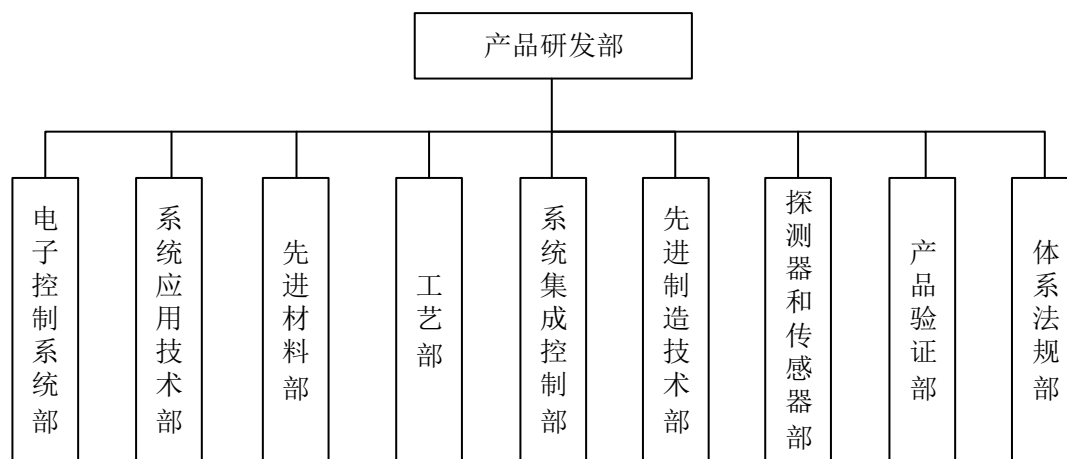 产品研发部
电子控制系统部
系统应用技术部
先进材料部
工艺部
系统集成控制部
先进制造技术部
探测器和传感器部
产品验证部
体系法规部